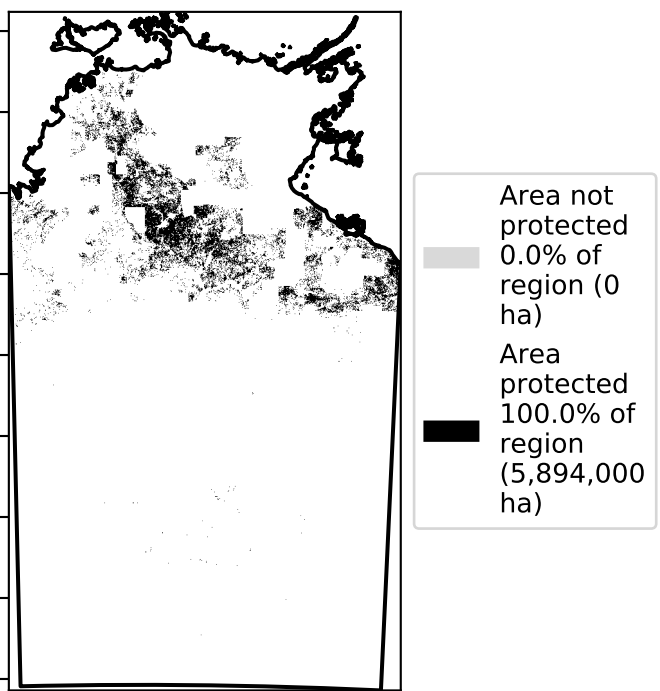 Area not
protected
0.0% of
region (0
ha)
Area
protected
100.0% of
region
(5,894,000
ha)